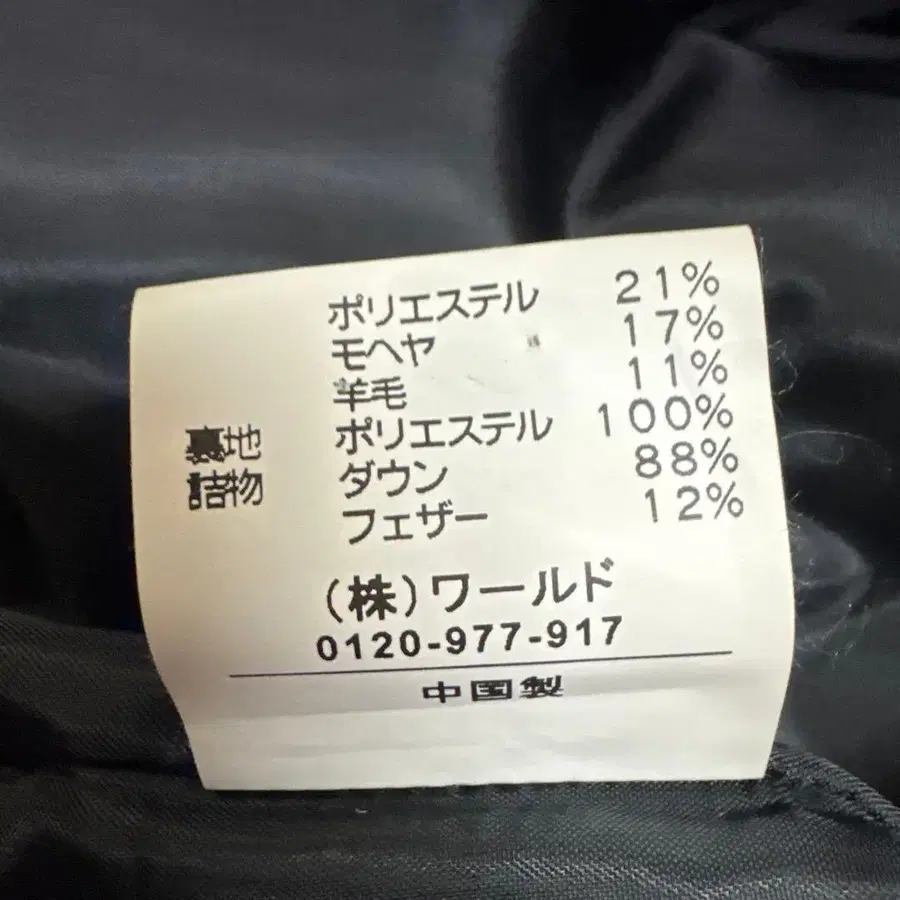 ポリエステル 21%
モヘヤ 17%
羊毛 11%
裏地 ポリエステル 100%
詰物 ダウン 88%
フェザー 12%
(株)ワールド
0120-977-917
中国製